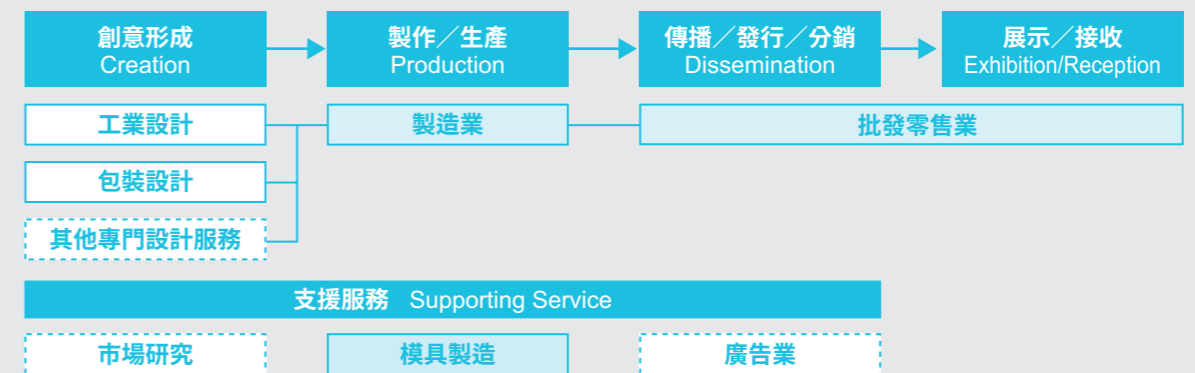 創意形成
Creation
製作／生產
Production
傳播／發行／分銷
Dissemination
展示／接收
Exhibition/Reception
工業設計
製造業
批發零售業
包裝設計
其他專門設計服務
支援服務 Supporting Service
市場研究
模具製造
廣告業